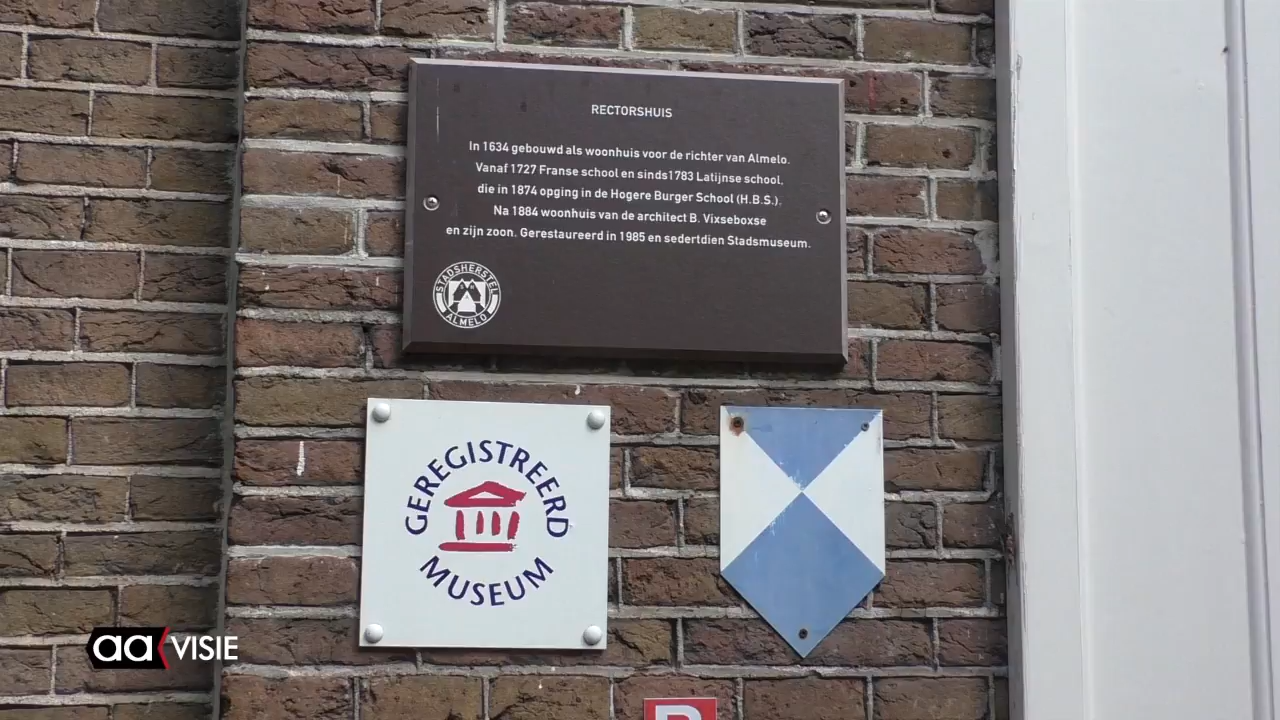 RECTORSHUIS
In 1634 gebouwd als woonhuis voor de richter van Almelo.
Vanaf 1727 Franse school en sinds1783 Latijnse school,
die in 1874 opging in de Hogere Burger School (H.B.S.).
Na 1884 woonhuis van de architect B. Vixseboxse
en zijn zoon. Gerestaureerd in 1985 en sedertdien Stadsmuseum.
STADSHERSTEL
ALMELO
GEREGISTREERD
MUSEUM
aa VISIE